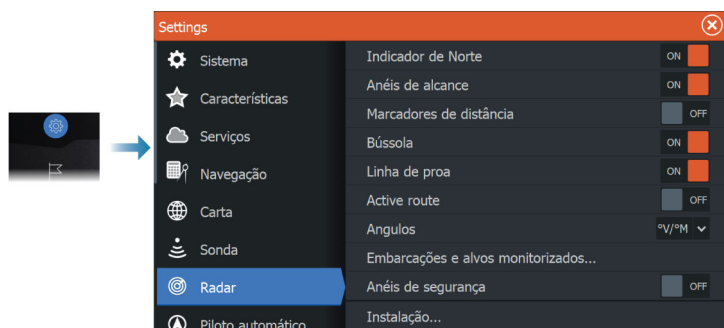 Settings
Sistema
Características
Serviços
Navegação
Carta
Sonda
Radar
Piloto automático
Indicador de Norte ON
Anéis de alcance ON
Marcadores de distância OFF
Bússola ON
Linha de proa ON
Active route OFF
Angulos °V/°M
Embarcações e alvos monitorizados...
Anéis de segurança OFF
Instalação...